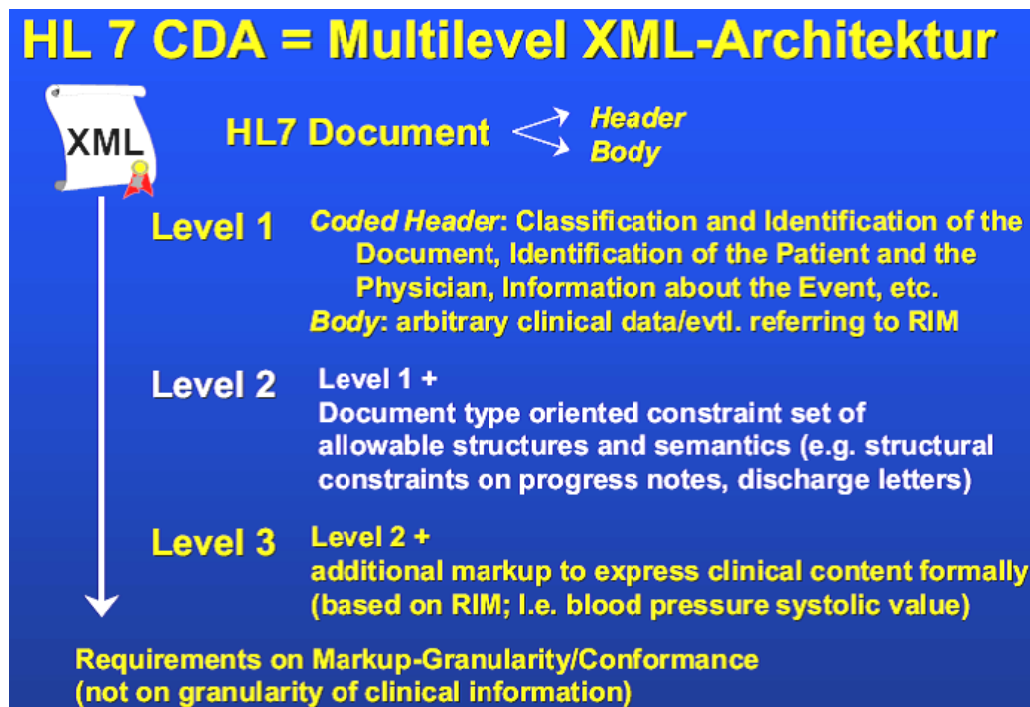 HL 7 CDA = Multilevel XML-Architektur
XML
HL7 Document
Header
Body
Level 1
Coded Header: Classification and Identification of the
Document, Identification of the Patient and the
Physician, Information about the Event, etc.
Body: arbitrary clinical data/evtl. referring to RIM
Level 2
Level 1 +
Document type oriented constraint set of
allowable structures and semantics (e.g. structural
constraints on progress notes, discharge letters)
Level 3
Level 2 +
additional markup to express clinical content formally
(based on RIM; I.e. blood pressure systolic value)
Requirements on Markup-Granularity/Conformance
(not on granularity of clinical information)